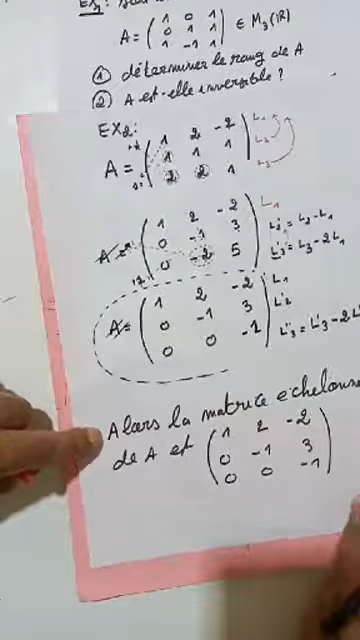 A = ( 1 0 1
0 1 1
1 -1 1 ) ∈ M₃(IR)
① déterminer le rang de A
② A est-elle inversible ?
EX2:
A = ( 1 2 -2
1 1 1
2 2 1 ) L₁ L₂ L₃
( 1 2 -2
0 -1 3
0 -2 5 ) L₁
L'₂ = L₂ - L₁
L'₃ = L₃ - 2L₁
( 1 2 -2
0 -1 3
0 0 -1 ) L₁
L'₂
L''₃ = L'₃ - 2L'
Alors la matrice échelonn
de A est ( 1 2 -2
0 -1 3
0 0 -1 )